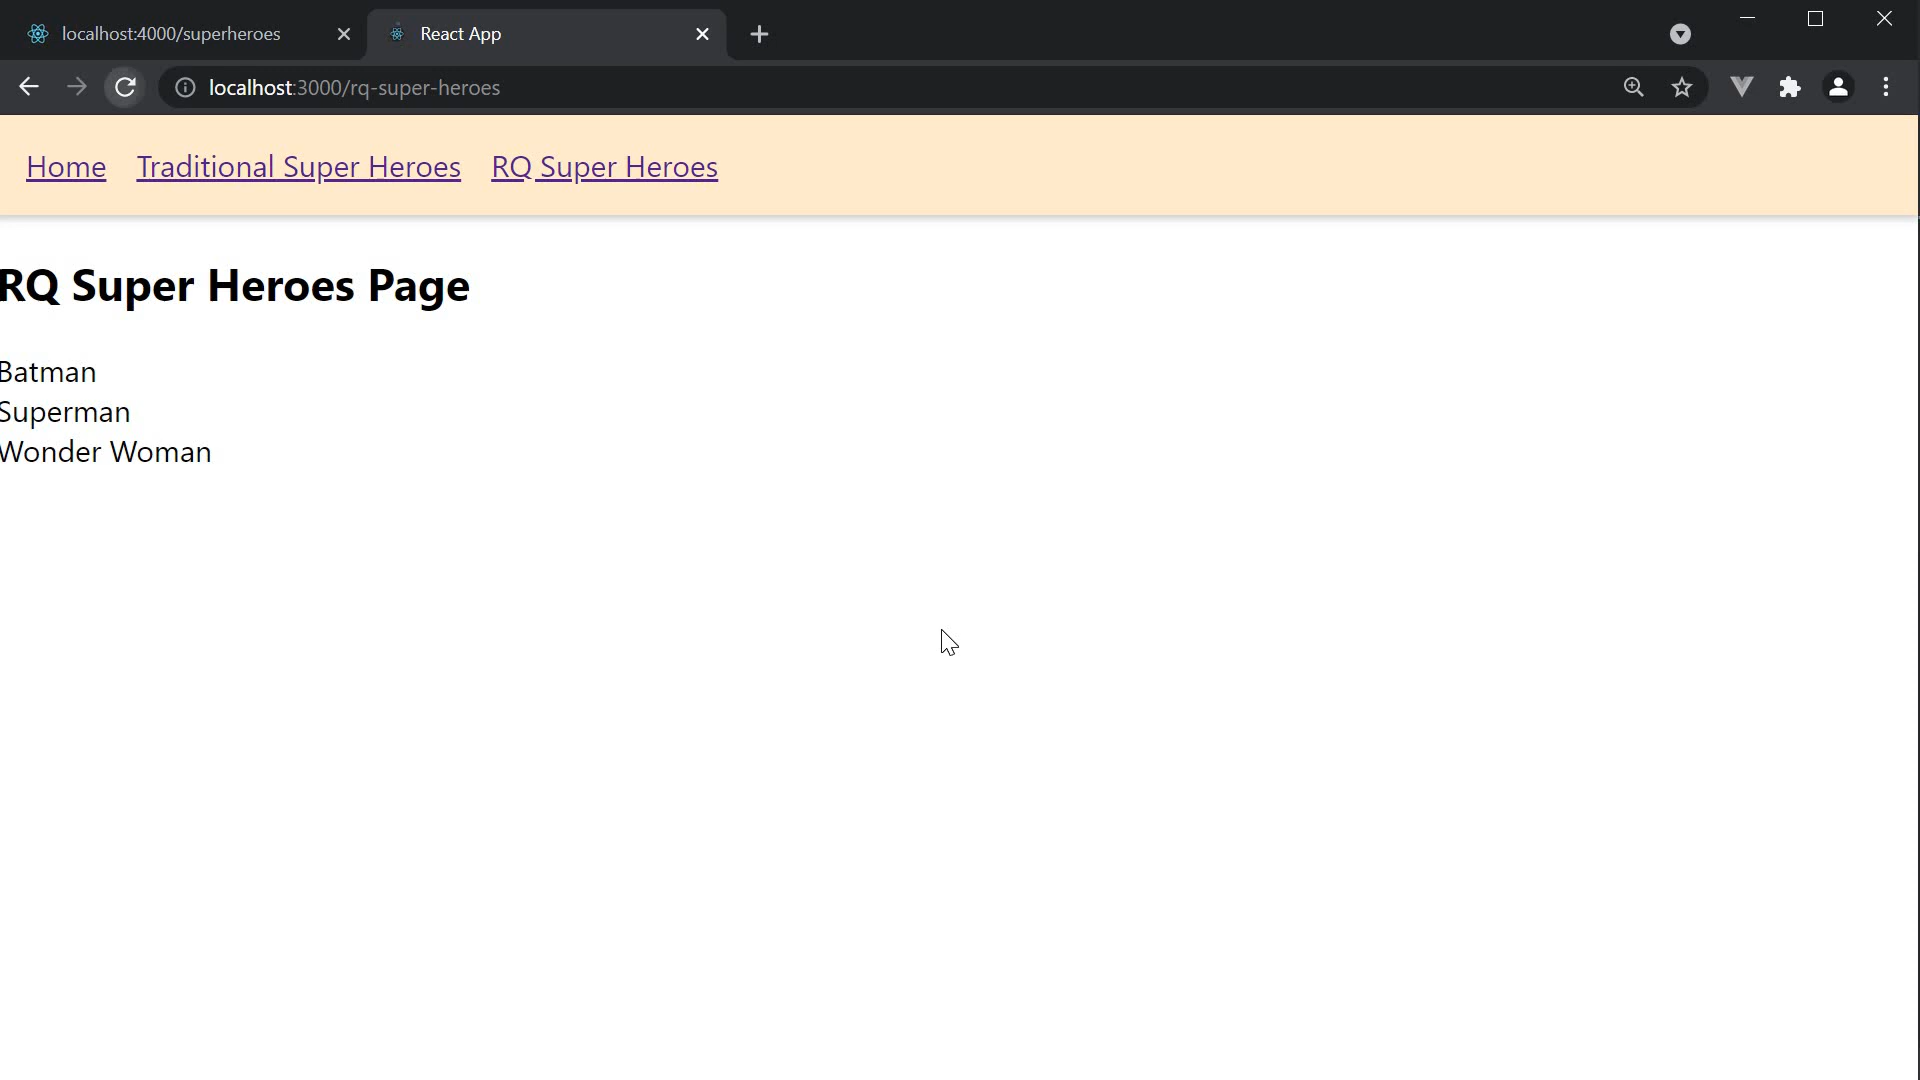 localhost:4000/superheroes
React App
localhost:3000/rq-super-heroes
Home Traditional Super Heroes RQ Super Heroes
RQ Super Heroes Page
Batman
Superman
Wonder Woman